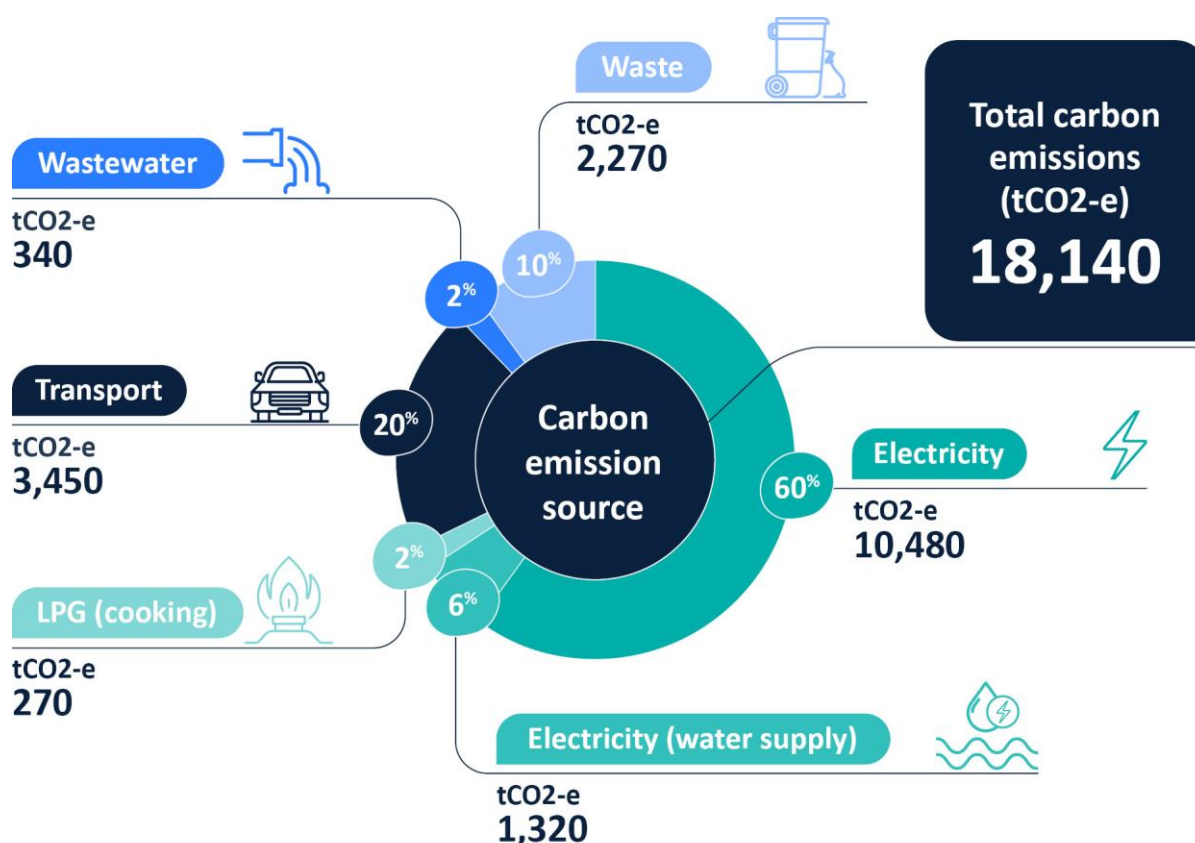 Waste
tCO2-e
2,270
Total carbon
emissions
(tCO2-e)
18,140
Wastewater
tCO2-e
340
10%
2%
Transport
tCO2-e
3,450
20%
Carbon
emission
source
Electricity
60%
tCO2-e
10,480
2%
6%
LPG (cooking)
tCO2-e
270
Electricity (water supply)
tCO2-e
1,320